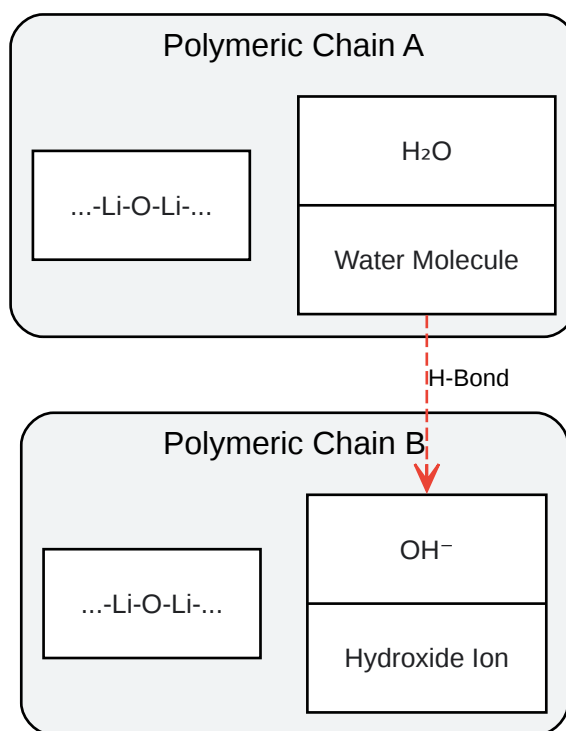 Polymeric Chain A
H₂O
...-Li-O-Li-...
Water Molecule
H-Bond
Polymeric Chain B
OH⁻
...-Li-O-Li-...
Hydroxide Ion